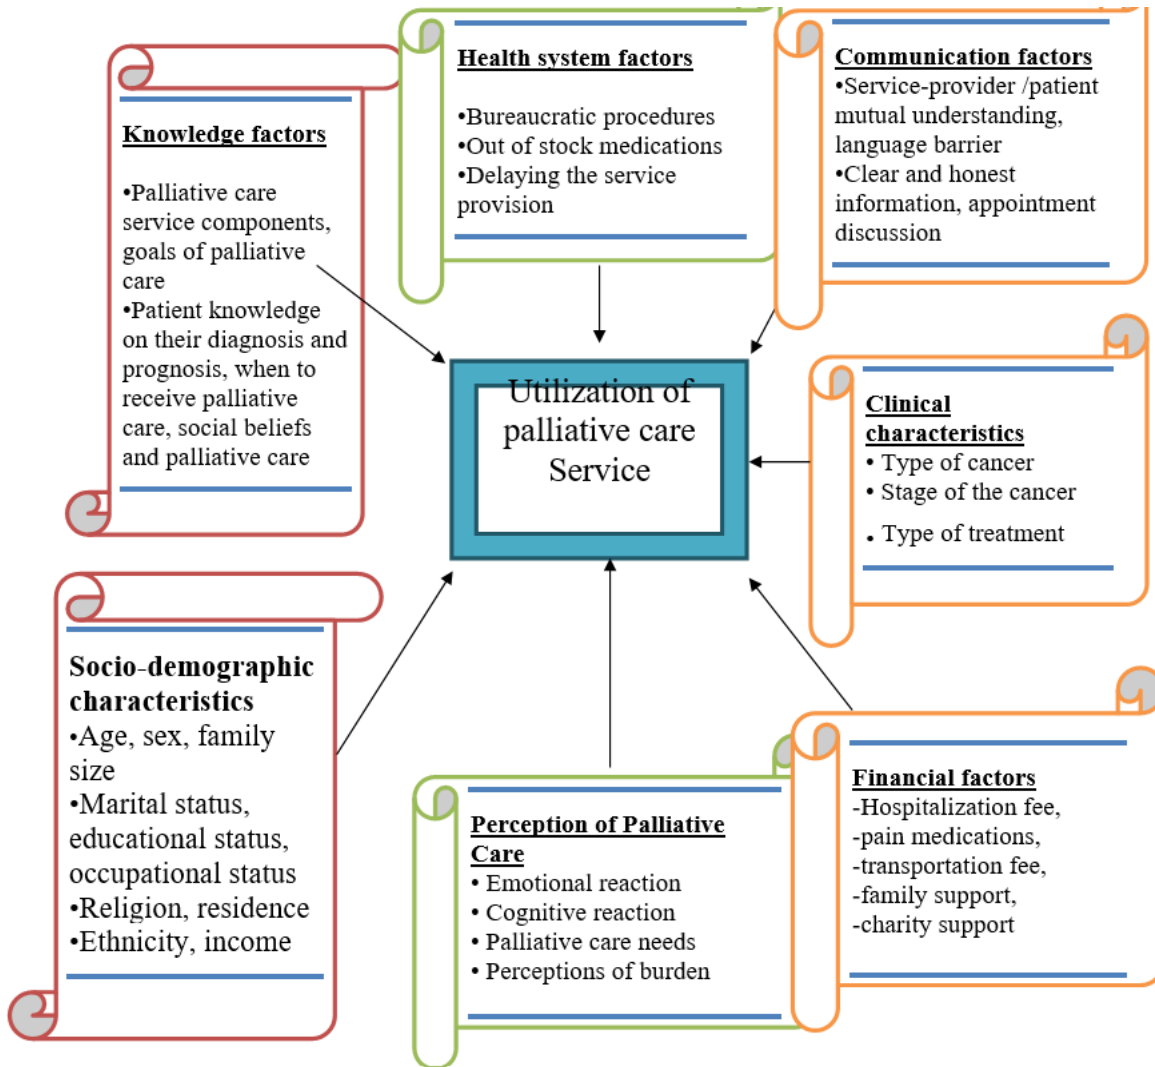 Knowledge factors
•Palliative care
service components,
goals of palliative
care
•Patient knowledge
on their diagnosis and
prognosis, when to
receive palliative
care, social beliefs
and palliative care
Health system factors
•Bureaucratic procedures
•Out of stock medications
•Delaying the service
provision
Communication factors
•Service-provider /patient
mutual understanding,
language barrier
•Clear and honest
information, appointment
discussion
Utilization of
palliative care
Service
Clinical
characteristics
• Type of cancer
• Stage of the cancer
• Type of treatment
Socio-demographic
characteristics
•Age, sex, family
size
•Marital status,
educational status,
occupational status
•Religion, residence
•Ethnicity, income
Perception of Palliative
Care
• Emotional reaction
• Cognitive reaction
• Palliative care needs
• Perceptions of burden
Financial factors
-Hospitalization fee,
-pain medications,
-transportation fee,
-family support,
-charity support